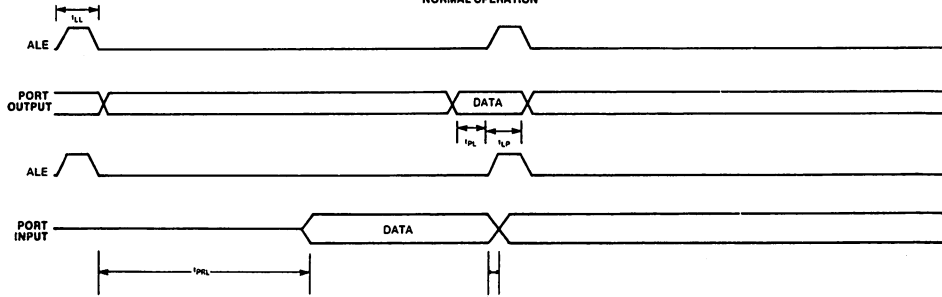 NORMAL OPERATION
tLL
ALE
PORT OUTPUT
DATA
tPL
tLP
ALE
PORT INPUT
DATA
tPRL